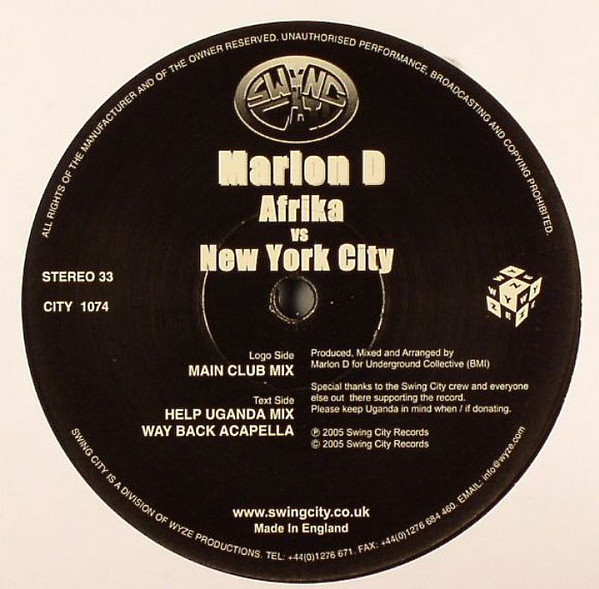 ALL RIGHTS OF THE MANUFACTURER AND OF THE OWNER RESERVED. UNAUTHORISED PERFORMANCE, BROADCASTING AND COPYING PROHIBITED.
SWING
CITY
Marlon D
Afrika
vs
New York City
STEREO 33
CITY 1074
Logo Side
MAIN CLUB MIX
Text Side
HELP UGANDA MIX
WAY BACK ACAPELLA
Produced, Mixed and Arranged by
Marlon D for Underground Collective (BMI)
Special thanks to the Swing City crew and everyone
else out there supporting the record.
Please keep Uganda in mind when / if donating.
℗ 2005 Swing City Records
© 2005 Swing City Records
www.swingcity.co.uk
Made In England
SWING CITY IS A DIVISION OF WYZE PRODUCTIONS. TEL: +44(0)1276 671. FAX: +44(0)1276 684 460. EMAIL: info@wyze.com